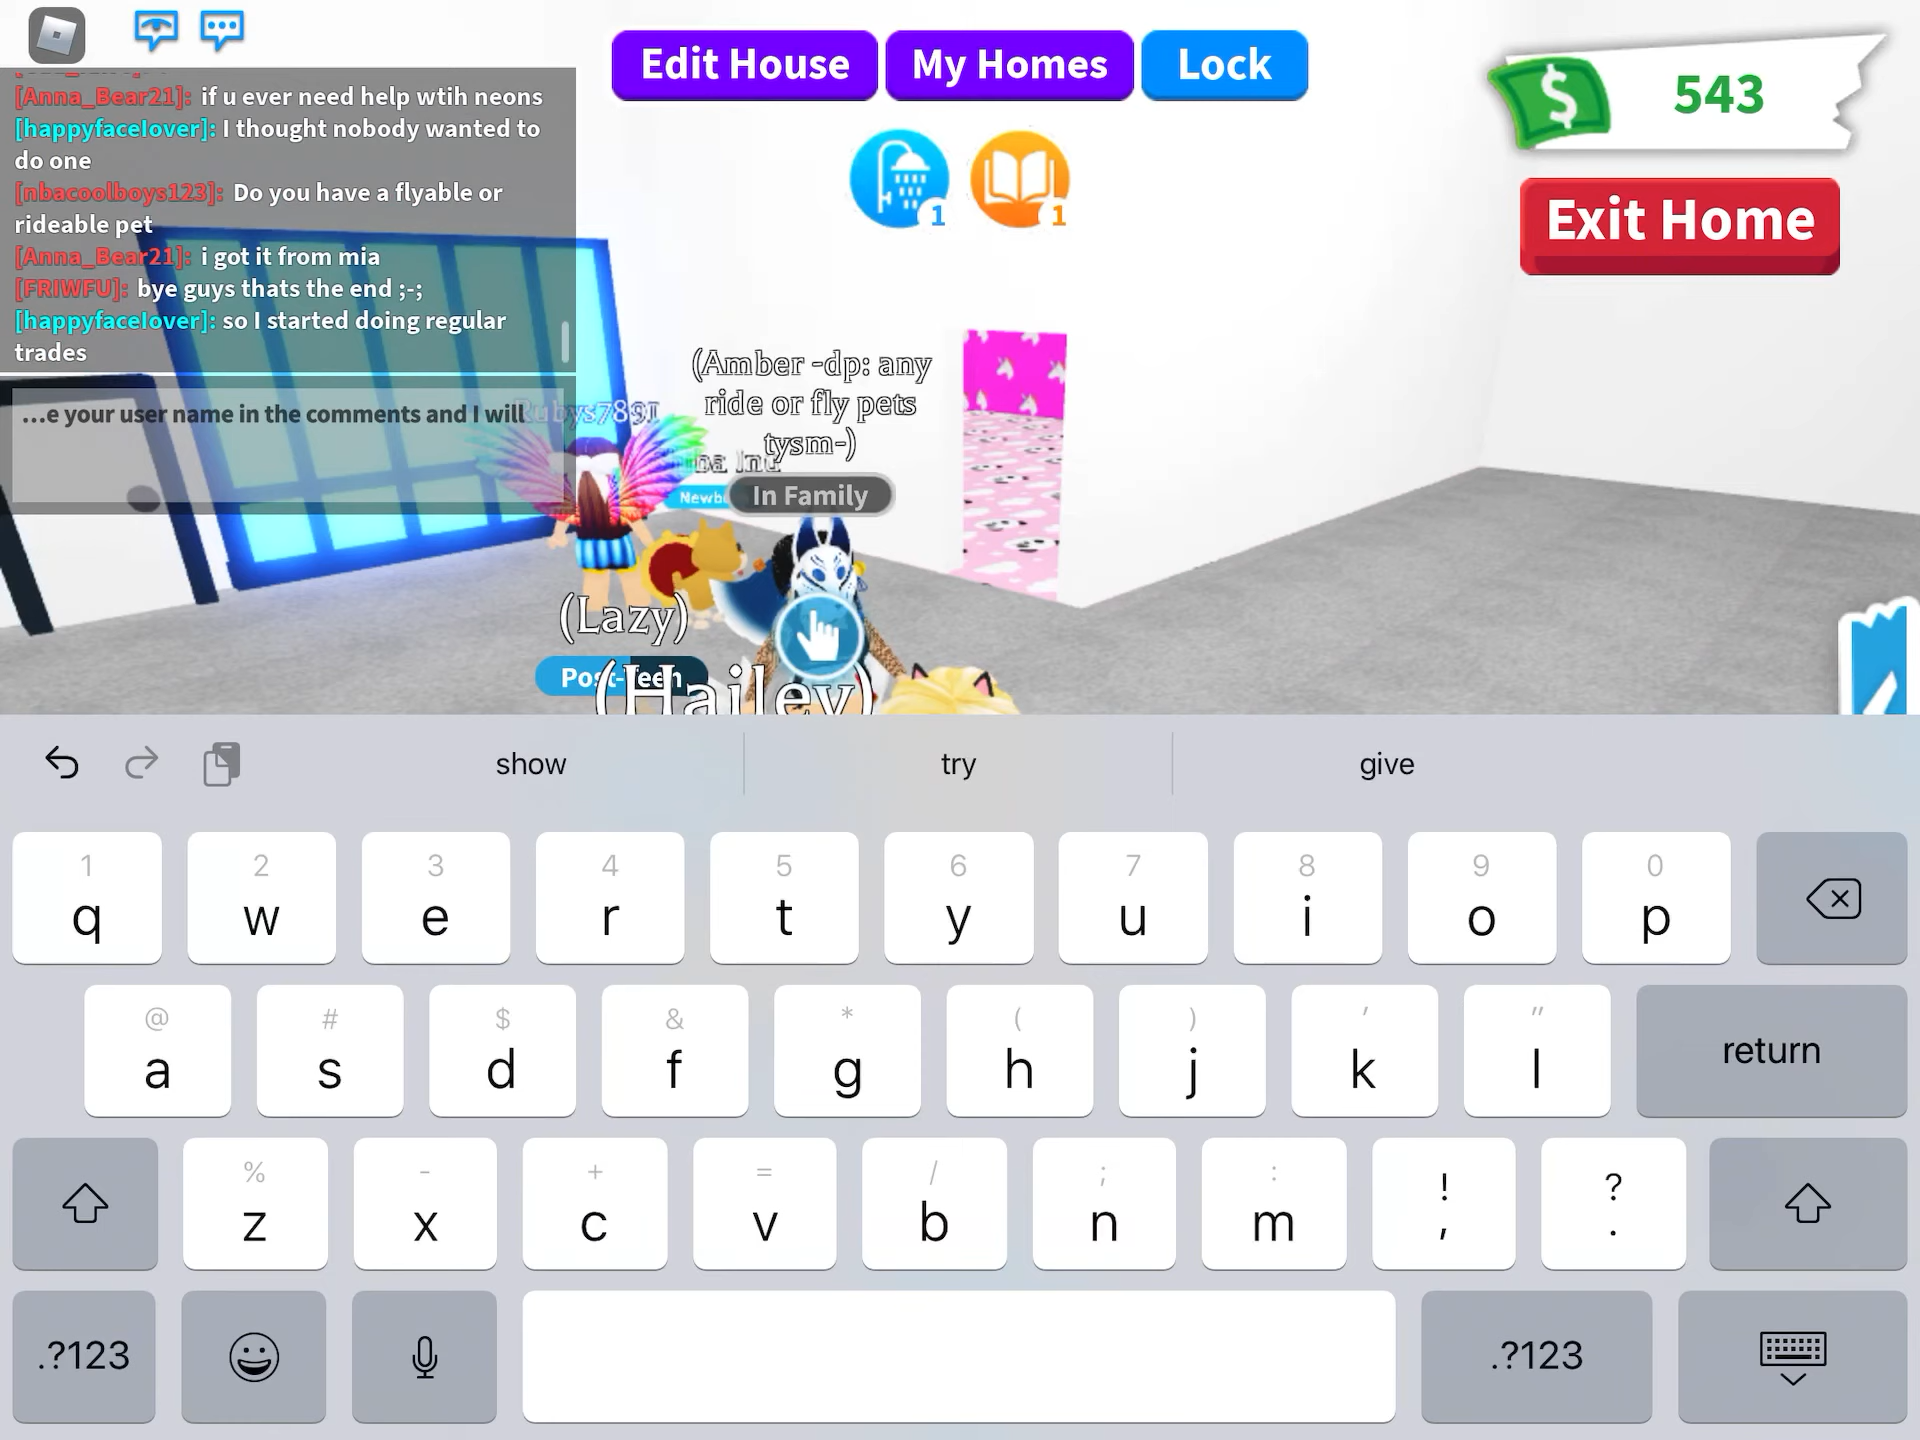 Edit House My Homes Lock
543
Exit Home
1 1
[Anna_Bear21]: if u ever need help wtih neons
[happyfacelover]: I thought nobody wanted to
do one
[nbacoolboys123]: Do you have a flyable or
rideable pet
[Anna_Bear21]: i got it from mia
[FRIWFU]: bye guys thats the end ;-;
[happyfacelover]: so I started doing regular
trades
...e your user name in the comments and I will
(Amber -dp: any
ride or fly pets
tysm-)
In Family
(Lazy)
Post-Teen
(Hailey)
show try give
1 2 3 4 5 6 7 8 9 0
q w e r t y u i o p
@ # $ & * ( ) ' "
a s d f g h j k l return
% - + = / ; : ! ?
z x c v b n m , .
.?123 .?123